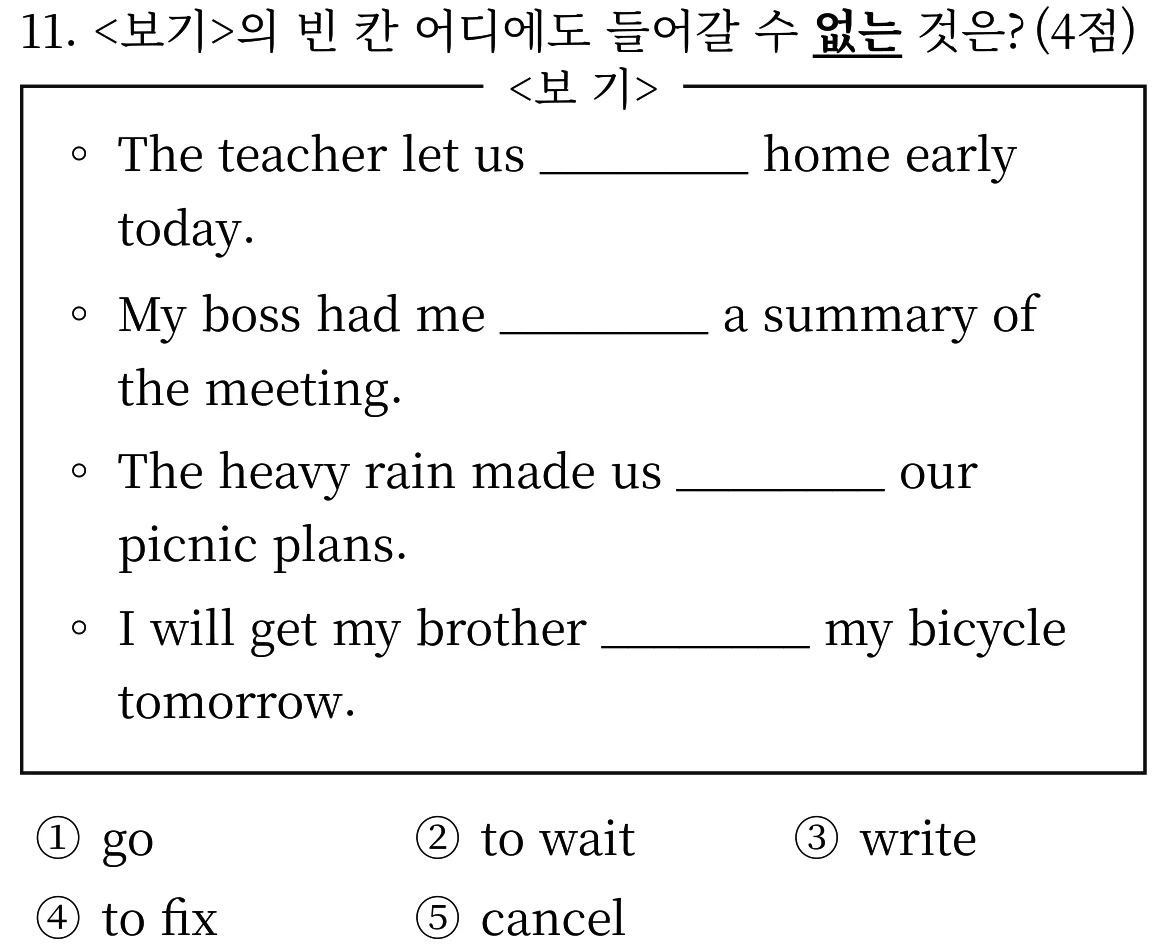 11. <보기>의 빈 칸 어디에도 들어갈 수 없는 것은? (4점)
<보 기>
◦ The teacher let us ________ home early
today.
◦ My boss had me ________ a summary of
the meeting.
◦ The heavy rain made us ________ our
picnic plans.
◦ I will get my brother ________ my bicycle
tomorrow.
① go ② to wait ③ write
④ to fix ⑤ cancel